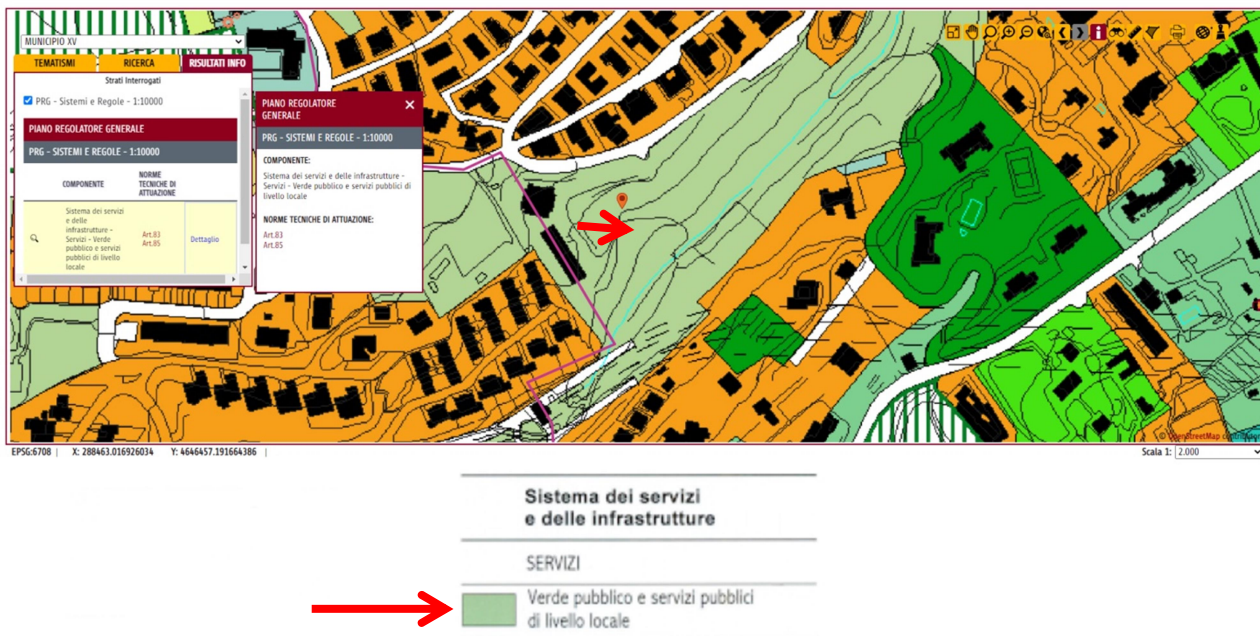 MUNICIPIO XV
TEMATISMI
RICERCA
RISULTATI INFO
Strati Interrogati
PRG - Sistemi e Regole - 1:10000
PIANO REGOLATORE GENERALE
PRG - SISTEMI E REGOLE - 1:10000
COMPONENTE
NORME
TECNICHE DI
ATTUAZIONE
Sistema dei servizi
e delle
infrastrutture -
Servizi - Verde
pubblico e servizi
pubblici di livello
locale
Art.83
Art.85
Dettaglio
PIANO REGOLATORE
GENERALE
PRG - SISTEMI E REGOLE - 1:10000
COMPONENTE:
Sistema dei servizi e delle infrastrutture -
Servizi - Verde pubblico e servizi pubblici di
livello locale
NORME TECNICHE DI ATTUAZIONE:
Art.83
Art.85
© OpenStreetMap contributors
EPSG:6708 | X: 288463.016926034 Y: 4646457.191664386 |
Scala 1: 2.000
Sistema dei servizi
e delle infrastrutture
SERVIZI
Verde pubblico e servizi pubblici
di livello locale